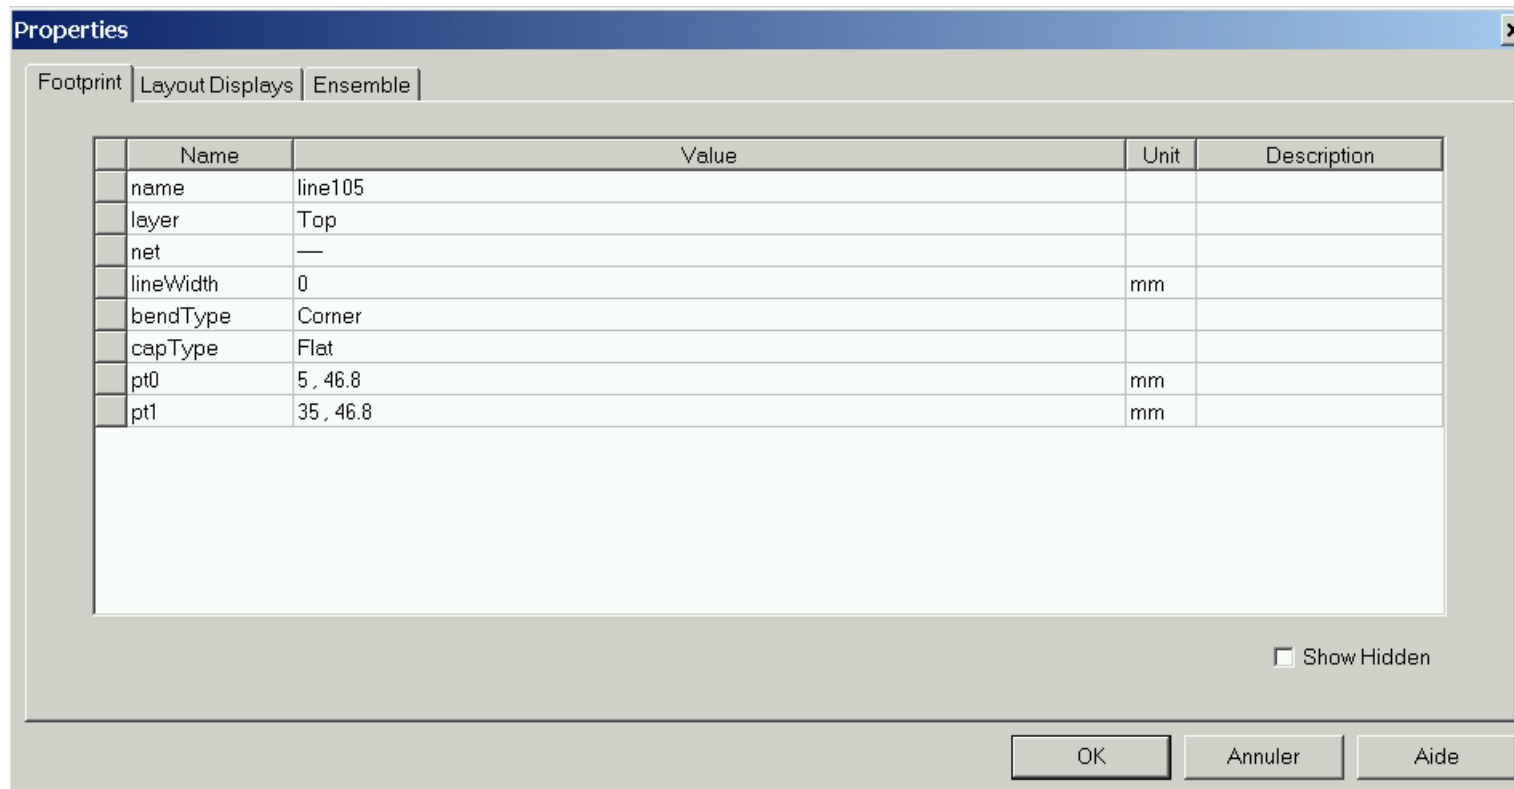 Properties
Footprint Layout Displays Ensemble
Name Value Unit Description
name line105
layer Top
net —
lineWidth 0 mm
bendType Corner
capType Flat
pt0 5 , 46.8 mm
pt1 35 , 46.8 mm
Show Hidden
OK Annuler Aide